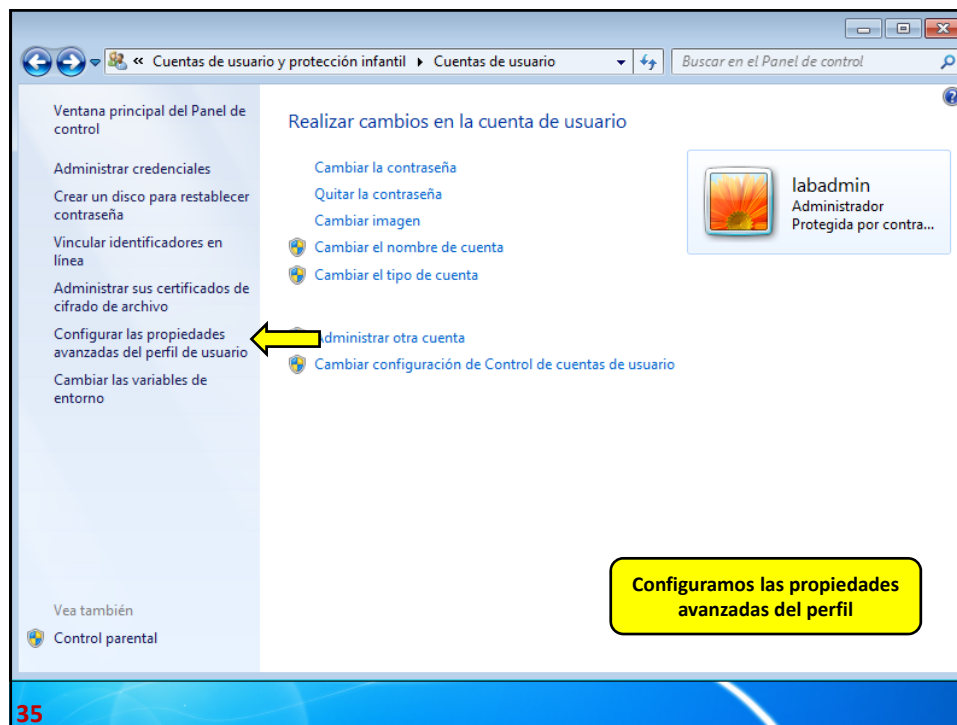 « Cuentas de usuario y protección infantil ▸ Cuentas de usuario
Buscar en el Panel de control
Ventana principal del Panel de
control
Administrar credenciales
Crear un disco para restablecer
contraseña
Vincular identificadores en
línea
Administrar sus certificados de
cifrado de archivo
Configurar las propiedades
avanzadas del perfil de usuario
Cambiar las variables de
entorno
Vea también
Control parental
Realizar cambios en la cuenta de usuario
Cambiar la contraseña
Quitar la contraseña
Cambiar imagen
Cambiar el nombre de cuenta
Cambiar el tipo de cuenta
Administrar otra cuenta
Cambiar configuración de Control de cuentas de usuario
labadmin
Administrador
Protegida por contra...
Configuramos las propiedades
avanzadas del perfil
35